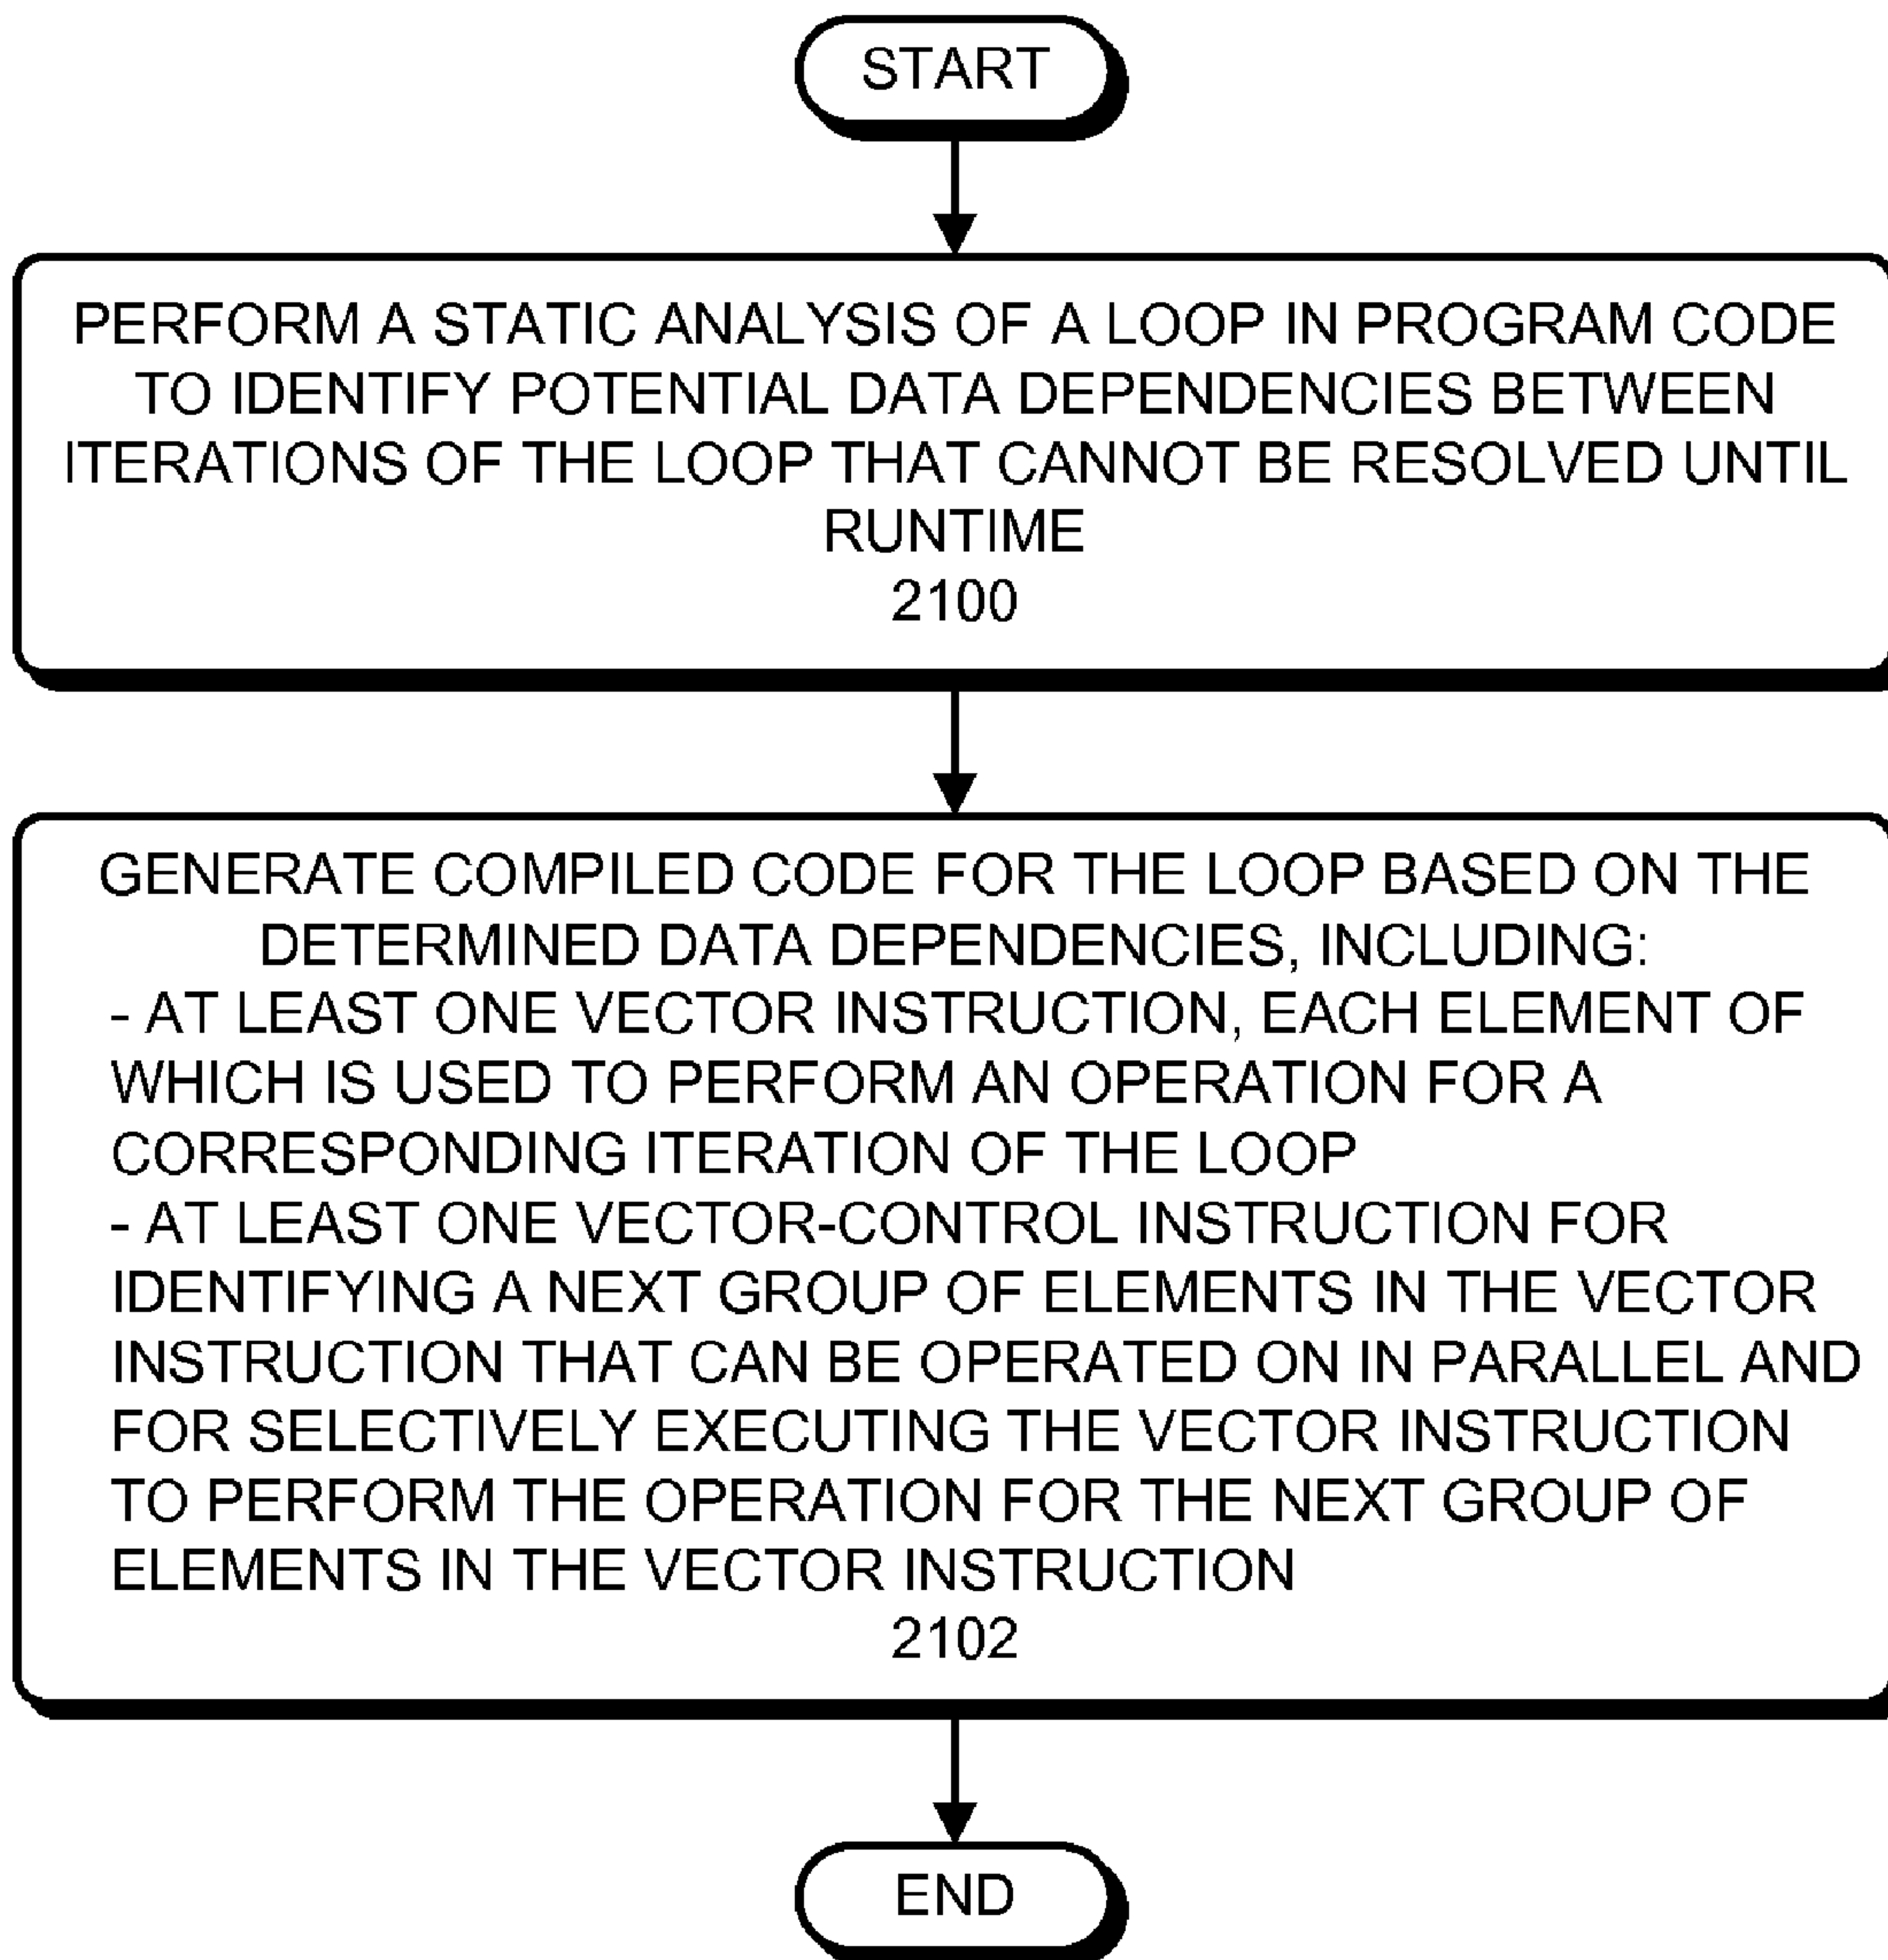 START
PERFORM A STATIC ANALYSIS OF A LOOP IN PROGRAM CODE
TO IDENTIFY POTENTIAL DATA DEPENDENCIES BETWEEN
ITERATIONS OF THE LOOP THAT CANNOT BE RESOLVED UNTIL
RUNTIME
2100
GENERATE COMPILED CODE FOR THE LOOP BASED ON THE
DETERMINED DATA DEPENDENCIES, INCLUDING:
- AT LEAST ONE VECTOR INSTRUCTION, EACH ELEMENT OF
WHICH IS USED TO PERFORM AN OPERATION FOR A
CORRESPONDING ITERATION OF THE LOOP
- AT LEAST ONE VECTOR-CONTROL INSTRUCTION FOR
IDENTIFYING A NEXT GROUP OF ELEMENTS IN THE VECTOR
INSTRUCTION THAT CAN BE OPERATED ON IN PARALLEL AND
FOR SELECTIVELY EXECUTING THE VECTOR INSTRUCTION
TO PERFORM THE OPERATION FOR THE NEXT GROUP OF
ELEMENTS IN THE VECTOR INSTRUCTION
2102
END